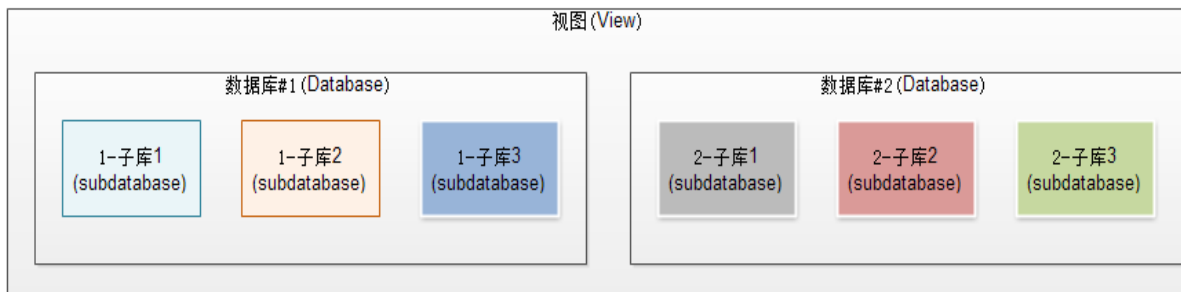 视图(View)
数据库#1(Database)
数据库#2(Database)
1-子库1
(subdatabase)
1-子库2
(subdatabase)
1-子库3
(subdatabase)
2-子库1
(subdatabase)
2-子库2
(subdatabase)
2-子库3
(subdatabase)